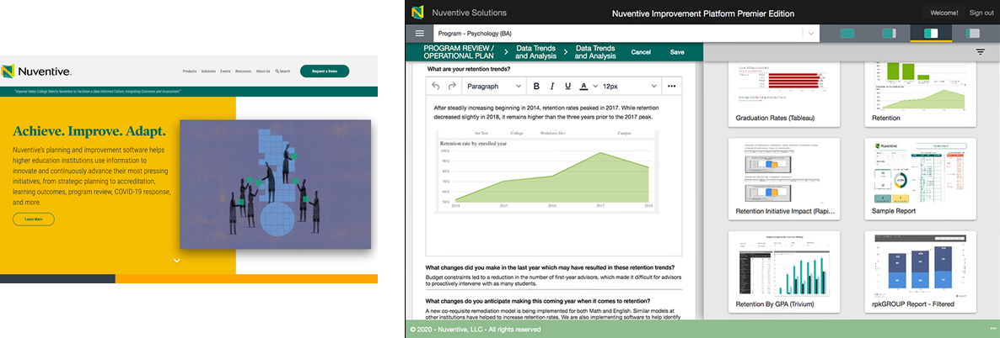 Nuventive.
Products Solutions Events Resources About Us Search
Request a Demo
"Imperial Valley College Selects Nuventive to Facilitate a Data-Informed Culture, Integrating Outcomes and Assessment."
Achieve. Improve. Adapt.
Nuventive's planning and improvement software helps
higher education institutions use information to
innovate and continuously advance their most pressing
initiatives, from strategic planning to accreditation,
learning outcomes, program review, COVID-19 response,
and more.
Learn More
Nuventive Solutions
Nuventive Improvement Platform Premier Edition
Welcome! Sign out
Program - Psychology (BA)
PROGRAM REVIEW /
OPERATIONAL PLAN
Data Trends
and Analysis
Data Trends
and Analysis
Cancel Save
What are your retention trends?
Paragraph B I U A 12px
After steadily increasing beginning in 2014, retention rates peaked in 2017. While retention
decreased slightly in 2018, it remains higher than the three years prior to the 2017 peak.
Art Test College Workforce Dev Campus
Retention rate by enrolled year
100%
90%
80%
70%
60%
50%
2014 2015 2016 2017 2018
What changes did you make in the last year which may have resulted in these retention trends?
Budget constraints led to a reduction in the number of first-year advisors, which made it difficult for advisors
to proactively intervene with as many students.
What changes do you anticipate making this coming year when it comes to retention?
A new co-requisite remediation model is being implemented for both Math and English. Similar models at
other institutions have helped to increase retention rates. We are also implementing software to help identify
Graduation Rates (Tableau)
Retention
Retention Initiative Impact (Rapi...
Nuventive
Sample Report
Retention By GPA (Trivium)
rpkGROUP Report - Filtered
© 2020 - Nuventive, LLC - All rights reserved